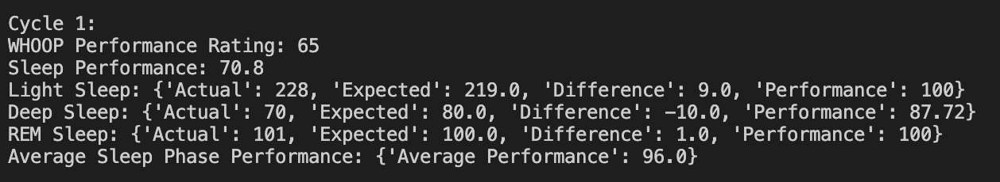 Cycle 1:
WHOOP Performance Rating: 65
Sleep Performance: 70.8
Light Sleep: {'Actual': 228, 'Expected': 219.0, 'Difference': 9.0, 'Performance': 100}
Deep Sleep: {'Actual': 70, 'Expected': 80.0, 'Difference': -10.0, 'Performance': 87.72}
REM Sleep: {'Actual': 101, 'Expected': 100.0, 'Difference': 1.0, 'Performance': 100}
Average Sleep Phase Performance: {'Average Performance': 96.0}